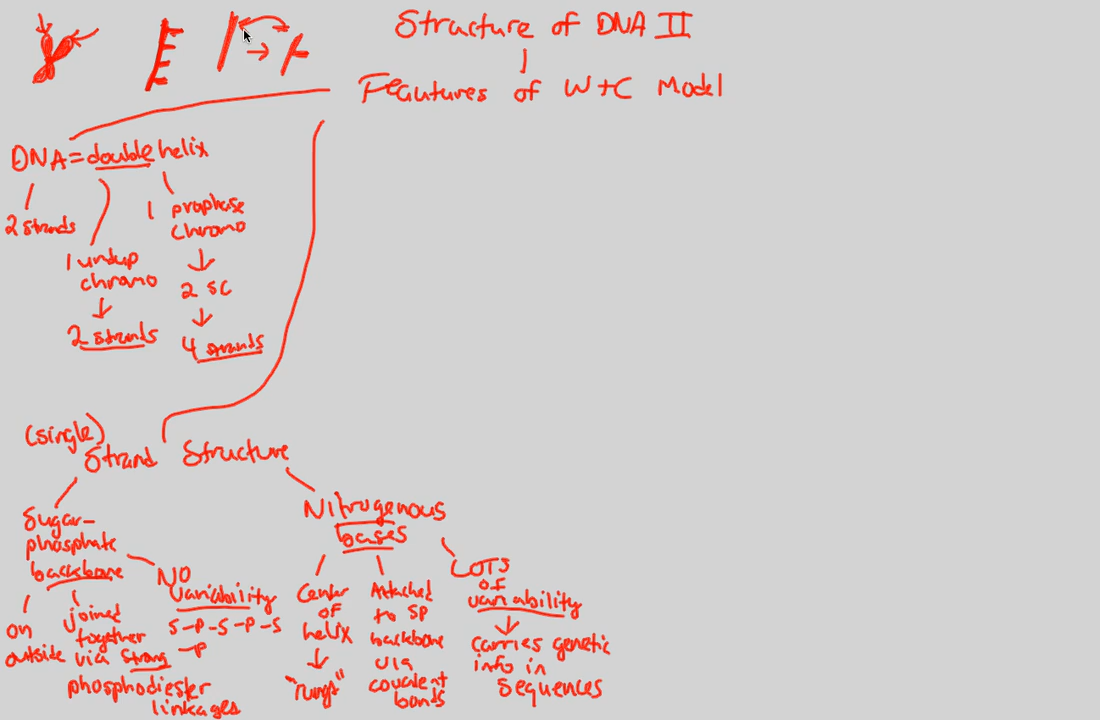 Structure of DNA II
Feautures of W+C Model
DNA = double helix
2 strands
1 undup
chromo
2 strands
1 prophase
chromo
2 SC
4 strands
(single)
Strand Structure
Sugar-
phosphate
backbone
on
outside
joined
together
via strong
phosphodiester
linkages
NO
variability
S-P-S-P-S
-P
Nitrogenous
bases
Center
of
helix
"rungs"
Attached
to SP
backbone
via
covalent
bonds
LOTS
of
variability
carries genetic
info in
sequences